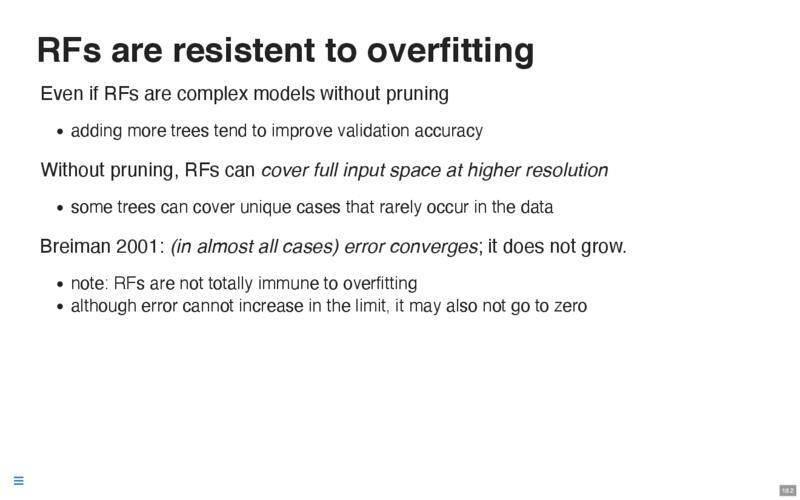 RFs are resistent to overfitting
Even if RFs are complex models without pruning
• adding more trees tend to improve validation accuracy
Without pruning, RFs can cover full input space at higher resolution
• some trees can cover unique cases that rarely occur in the data
Breiman 2001: (in almost all cases) error converges; it does not grow.
• note: RFs are not totally immune to overfitting
• although error cannot increase in the limit, it may also not go to zero
18.2